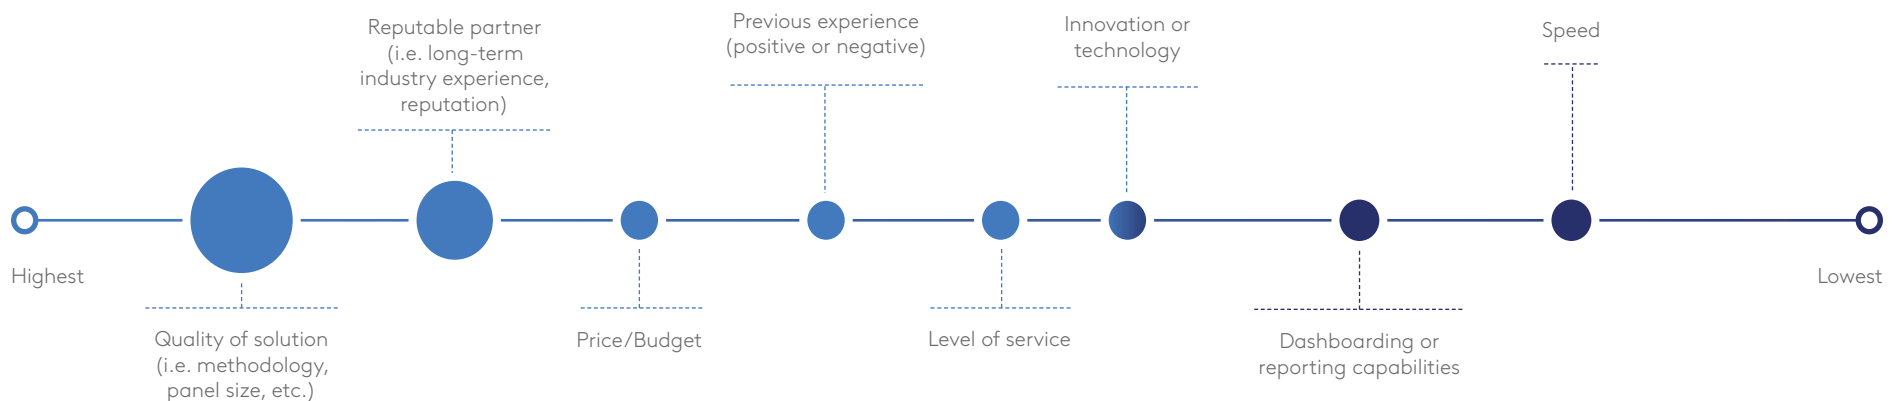 Reputable partner
(i.e. long-term
industry experience,
reputation)
Previous experience
(positive or negative)
Innovation or
technology
Speed
Highest
Lowest
Quality of solution
(i.e. methodology,
panel size, etc.)
Price/Budget
Level of service
Dashboarding or
reporting capabilities